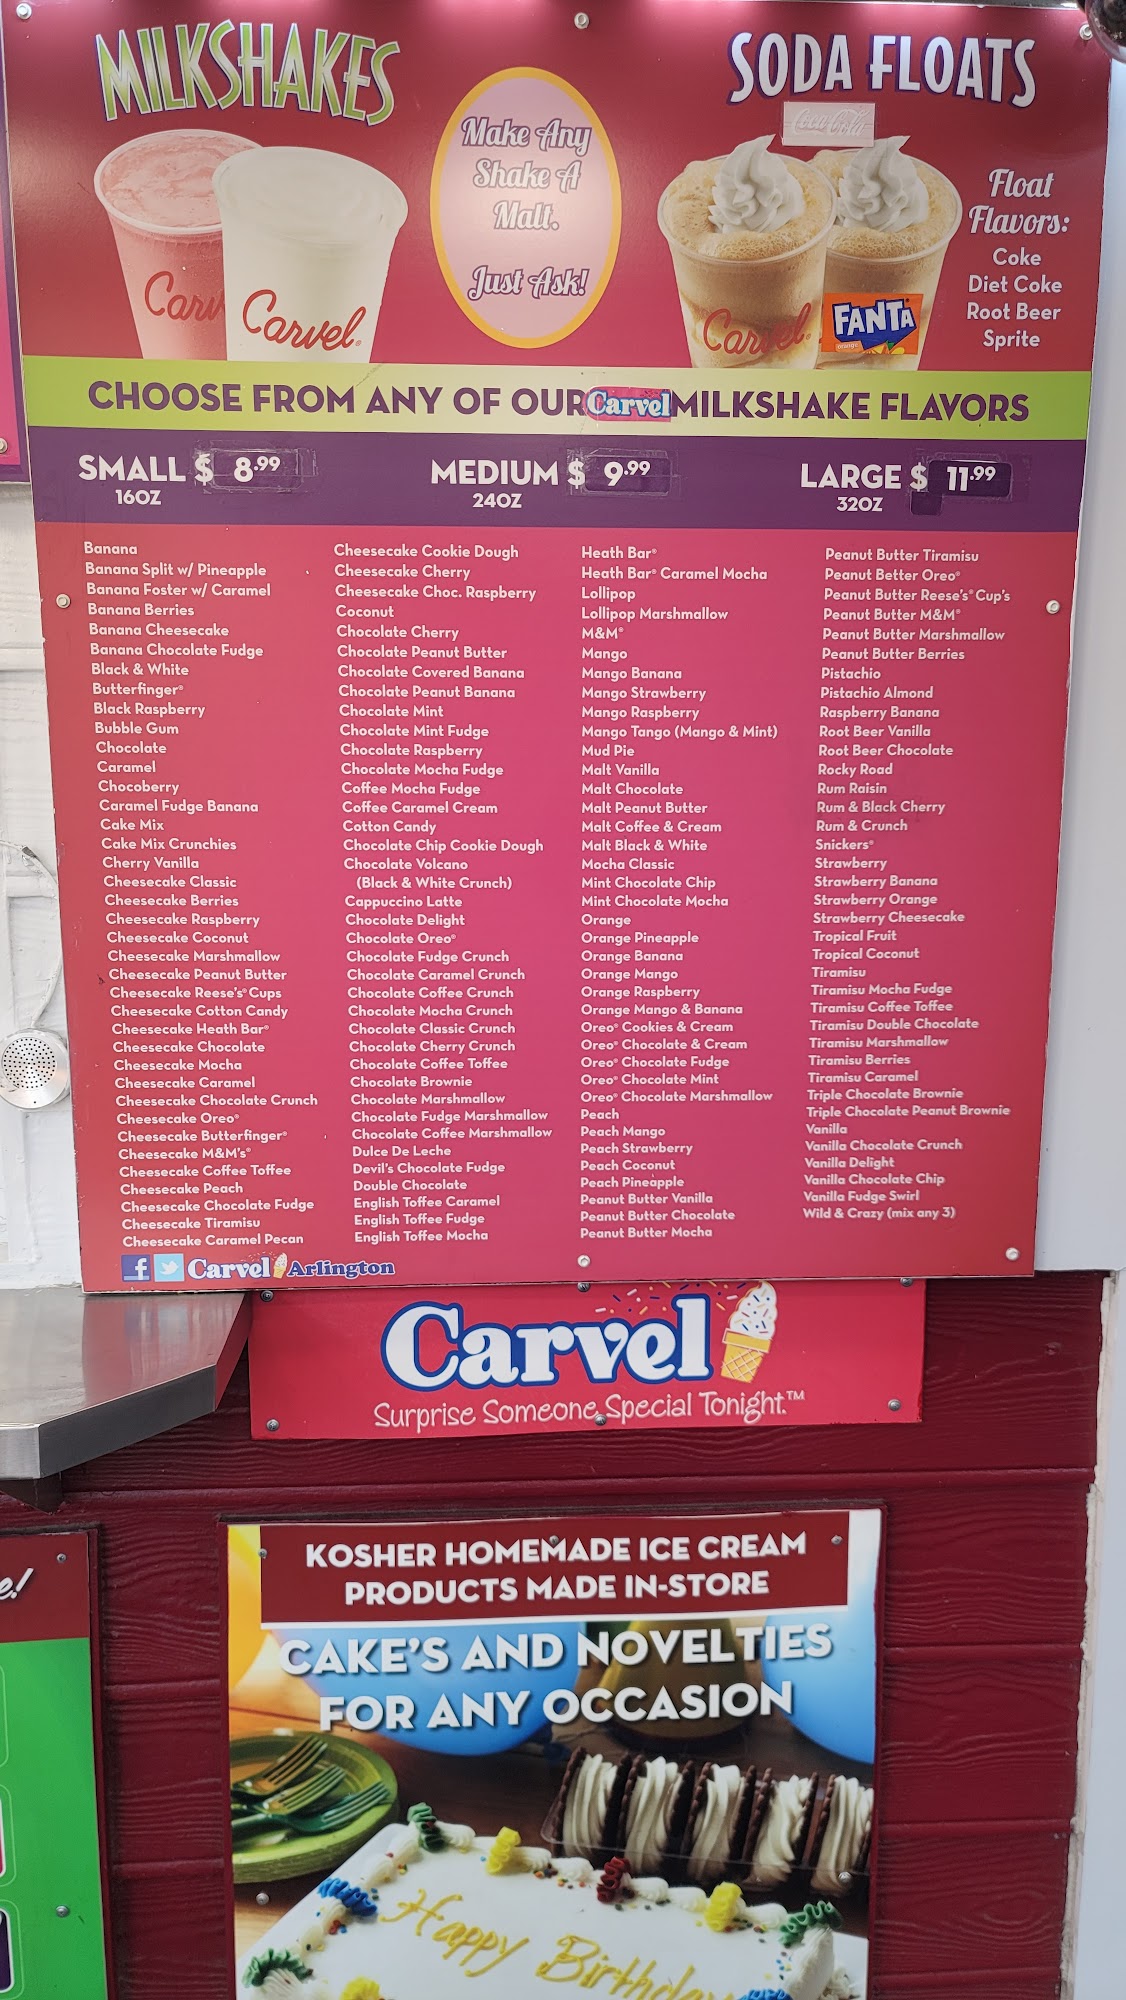 MILKSHAKES
SODA FLOATS
Make Any
Shake A
Malt.
Just Ask!
Coca-Cola
Float
Flavors:
Coke
Diet Coke
Root Beer
Sprite
Carvel
Carvel
FANTA
orange
CHOOSE FROM ANY OF OUR Carvel MILKSHAKE FLAVORS
SMALL $ 8.99
16OZ
MEDIUM $ 9.99
24OZ
LARGE $ 11.99
32OZ
Banana
Banana Split w/ Pineapple
Banana Foster w/ Caramel
Banana Berries
Banana Cheesecake
Banana Chocolate Fudge
Black & White
Butterfinger®
Black Raspberry
Bubble Gum
Chocolate
Caramel
Chocoberry
Caramel Fudge Banana
Cake Mix
Cake Mix Crunchies
Cherry Vanilla
Cheesecake Classic
Cheesecake Berries
Cheesecake Raspberry
Cheesecake Coconut
Cheesecake Marshmallow
Cheesecake Peanut Butter
Cheesecake Reese's® Cups
Cheesecake Cotton Candy
Cheesecake Heath Bar®
Cheesecake Chocolate
Cheesecake Mocha
Cheesecake Caramel
Cheesecake Chocolate Crunch
Cheesecake Oreo®
Cheesecake Butterfinger®
Cheesecake M&M's®
Cheesecake Coffee Toffee
Cheesecake Peach
Cheesecake Chocolate Fudge
Cheesecake Tiramisu
Cheesecake Caramel Pecan
Cheesecake Cookie Dough
Cheesecake Cherry
Cheesecake Choc. Raspberry
Coconut
Chocolate Cherry
Chocolate Peanut Butter
Chocolate Covered Banana
Chocolate Peanut Banana
Chocolate Mint
Chocolate Mint Fudge
Chocolate Raspberry
Chocolate Mocha Fudge
Coffee Mocha Fudge
Coffee Caramel Cream
Cotton Candy
Chocolate Chip Cookie Dough
Chocolate Volcano
(Black & White Crunch)
Cappuccino Latte
Chocolate Delight
Chocolate Oreo®
Chocolate Fudge Crunch
Chocolate Caramel Crunch
Chocolate Coffee Crunch
Chocolate Mocha Crunch
Chocolate Classic Crunch
Chocolate Cherry Crunch
Chocolate Coffee Toffee
Chocolate Brownie
Chocolate Marshmallow
Chocolate Fudge Marshmallow
Chocolate Coffee Marshmallow
Dulce De Leche
Devil's Chocolate Fudge
Double Chocolate
English Toffee Caramel
English Toffee Fudge
English Toffee Mocha
Heath Bar®
Heath Bar® Caramel Mocha
Lollipop
Lollipop Marshmallow
M&M®
Mango
Mango Banana
Mango Strawberry
Mango Raspberry
Mango Tango (Mango & Mint)
Mud Pie
Malt Vanilla
Malt Chocolate
Malt Peanut Butter
Malt Coffee & Cream
Malt Black & White
Mocha Classic
Mint Chocolate Chip
Mint Chocolate Mocha
Orange
Orange Pineapple
Orange Banana
Orange Mango
Orange Raspberry
Orange Mango & Banana
Oreo® Cookies & Cream
Oreo® Chocolate & Cream
Oreo® Chocolate Fudge
Oreo® Chocolate Mint
Oreo® Chocolate Marshmallow
Peach
Peach Mango
Peach Strawberry
Peach Coconut
Peach Pineapple
Peanut Butter Vanilla
Peanut Butter Chocolate
Peanut Butter Mocha
Peanut Butter Tiramisu
Peanut Better Oreo®
Peanut Butter Reese's® Cup's
Peanut Butter M&M®
Peanut Butter Marshmallow
Peanut Butter Berries
Pistachio
Pistachio Almond
Raspberry Banana
Root Beer Vanilla
Root Beer Chocolate
Rocky Road
Rum Raisin
Rum & Black Cherry
Rum & Crunch
Snickers®
Strawberry
Strawberry Banana
Strawberry Orange
Strawberry Cheesecake
Tropical Fruit
Tropical Coconut
Tiramisu
Tiramisu Mocha Fudge
Tiramisu Coffee Toffee
Tiramisu Double Chocolate
Tiramisu Marshmallow
Tiramisu Berries
Tiramisu Caramel
Triple Chocolate Brownie
Triple Chocolate Peanut Brownie
Vanilla
Vanilla Chocolate Crunch
Vanilla Delight
Vanilla Chocolate Chip
Vanilla Fudge Swirl
Wild & Crazy (mix any 3)
f Carvel Arlington
Carvel
Surprise Someone Special Tonight.™
e!
KOSHER HOMEMADE ICE CREAM
PRODUCTS MADE IN-STORE
CAKE'S AND NOVELTIES
FOR ANY OCCASION
Happy Birthday